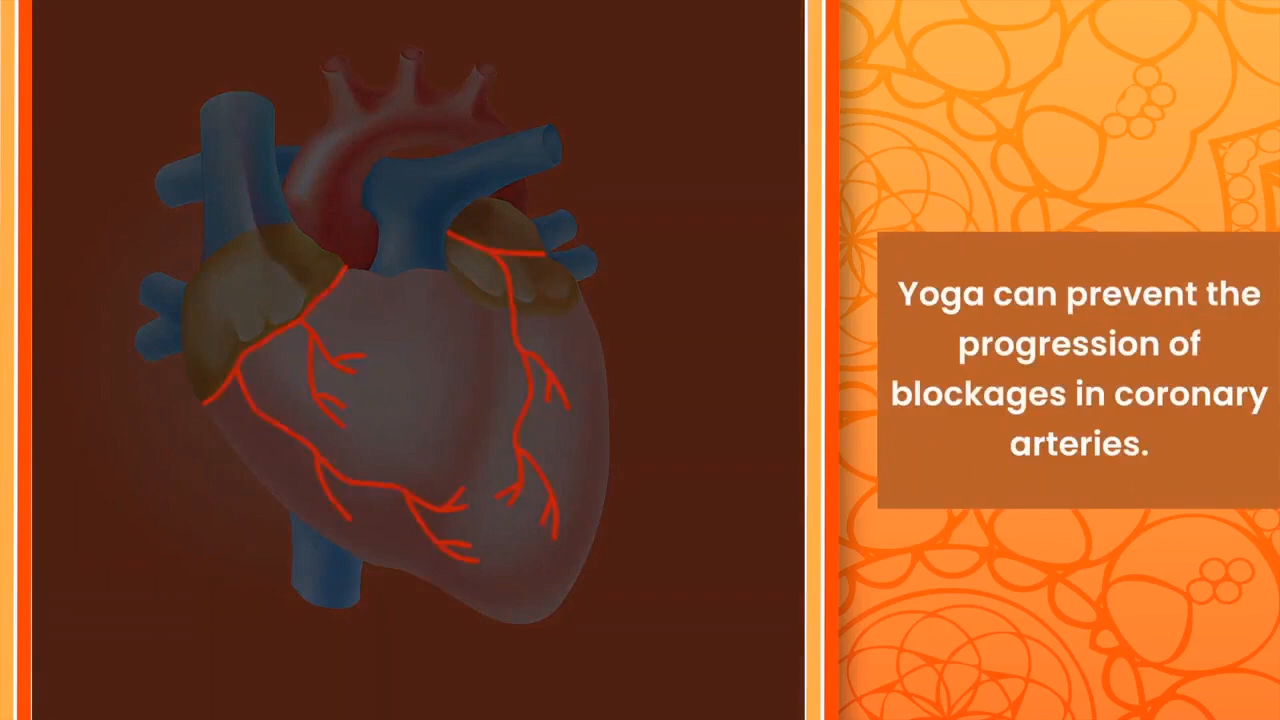 Yoga can prevent the
progression of
blockages in coronary
arteries.